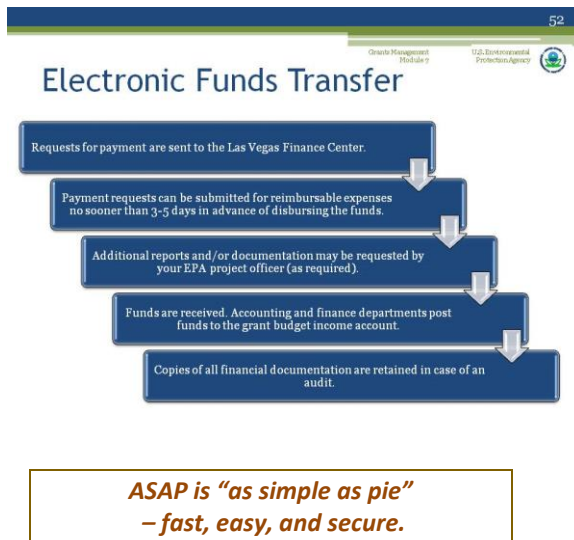 52
Grants Management
Module 7
U.S. Environmental
Protection Agency
Electronic Funds Transfer
Requests for payment are sent to the Las Vegas Finance Center.
Payment requests can be submitted for reimbursable expenses
no sooner than 3-5 days in advance of disbursing the funds.
Additional reports and/or documentation may be requested by
your EPA project officer (as required).
Funds are received. Accounting and finance departments post
funds to the grant budget income account.
Copies of all financial documentation are retained in case of an
audit.
ASAP is “as simple as pie”
– fast, easy, and secure.